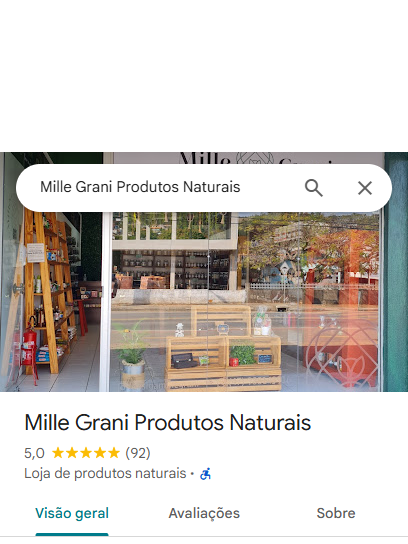 Mille
Mille Grani Produtos Naturais
Mille Grani Produtos Naturais
5,0 (92)
Loja de produtos naturais ·
Visão geral Avaliações Sobre